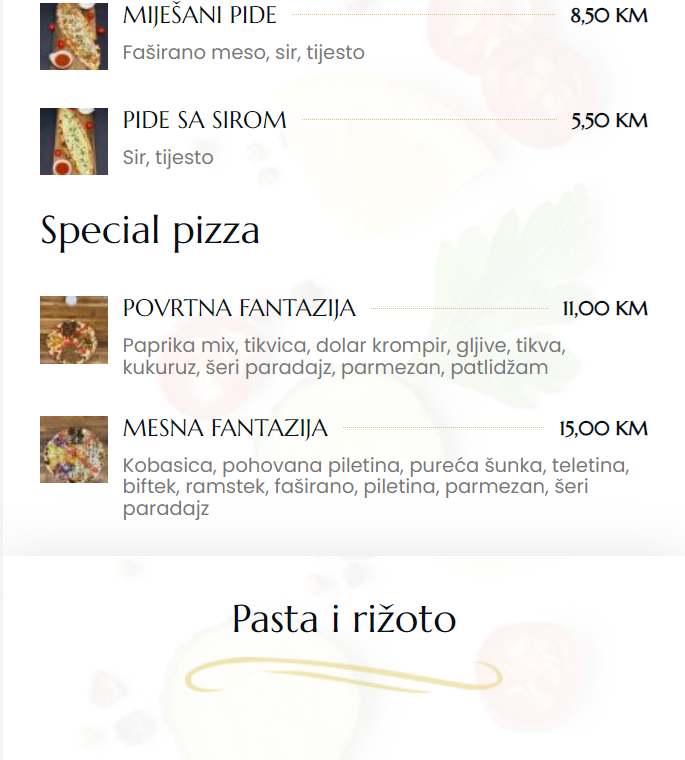 MIJEŠANI PIDE 8,50 KM
Faširano meso, sir, tijesto
PIDE SA SIROM 5,50 KM
Sir, tijesto
Special pizza
POVRTNA FANTAZIJA 11,00 KM
Paprika mix, tikvica, dolar krompir, gljive, tikva,
kukuruz, šeri paradajz, parmezan, patlidžam
MESNA FANTAZIJA 15,00 KM
Kobasica, pohovana piletina, pureća šunka, teletina,
biftek, ramstek, faširano, piletina, parmezan, šeri
paradajz
Pasta i rižoto